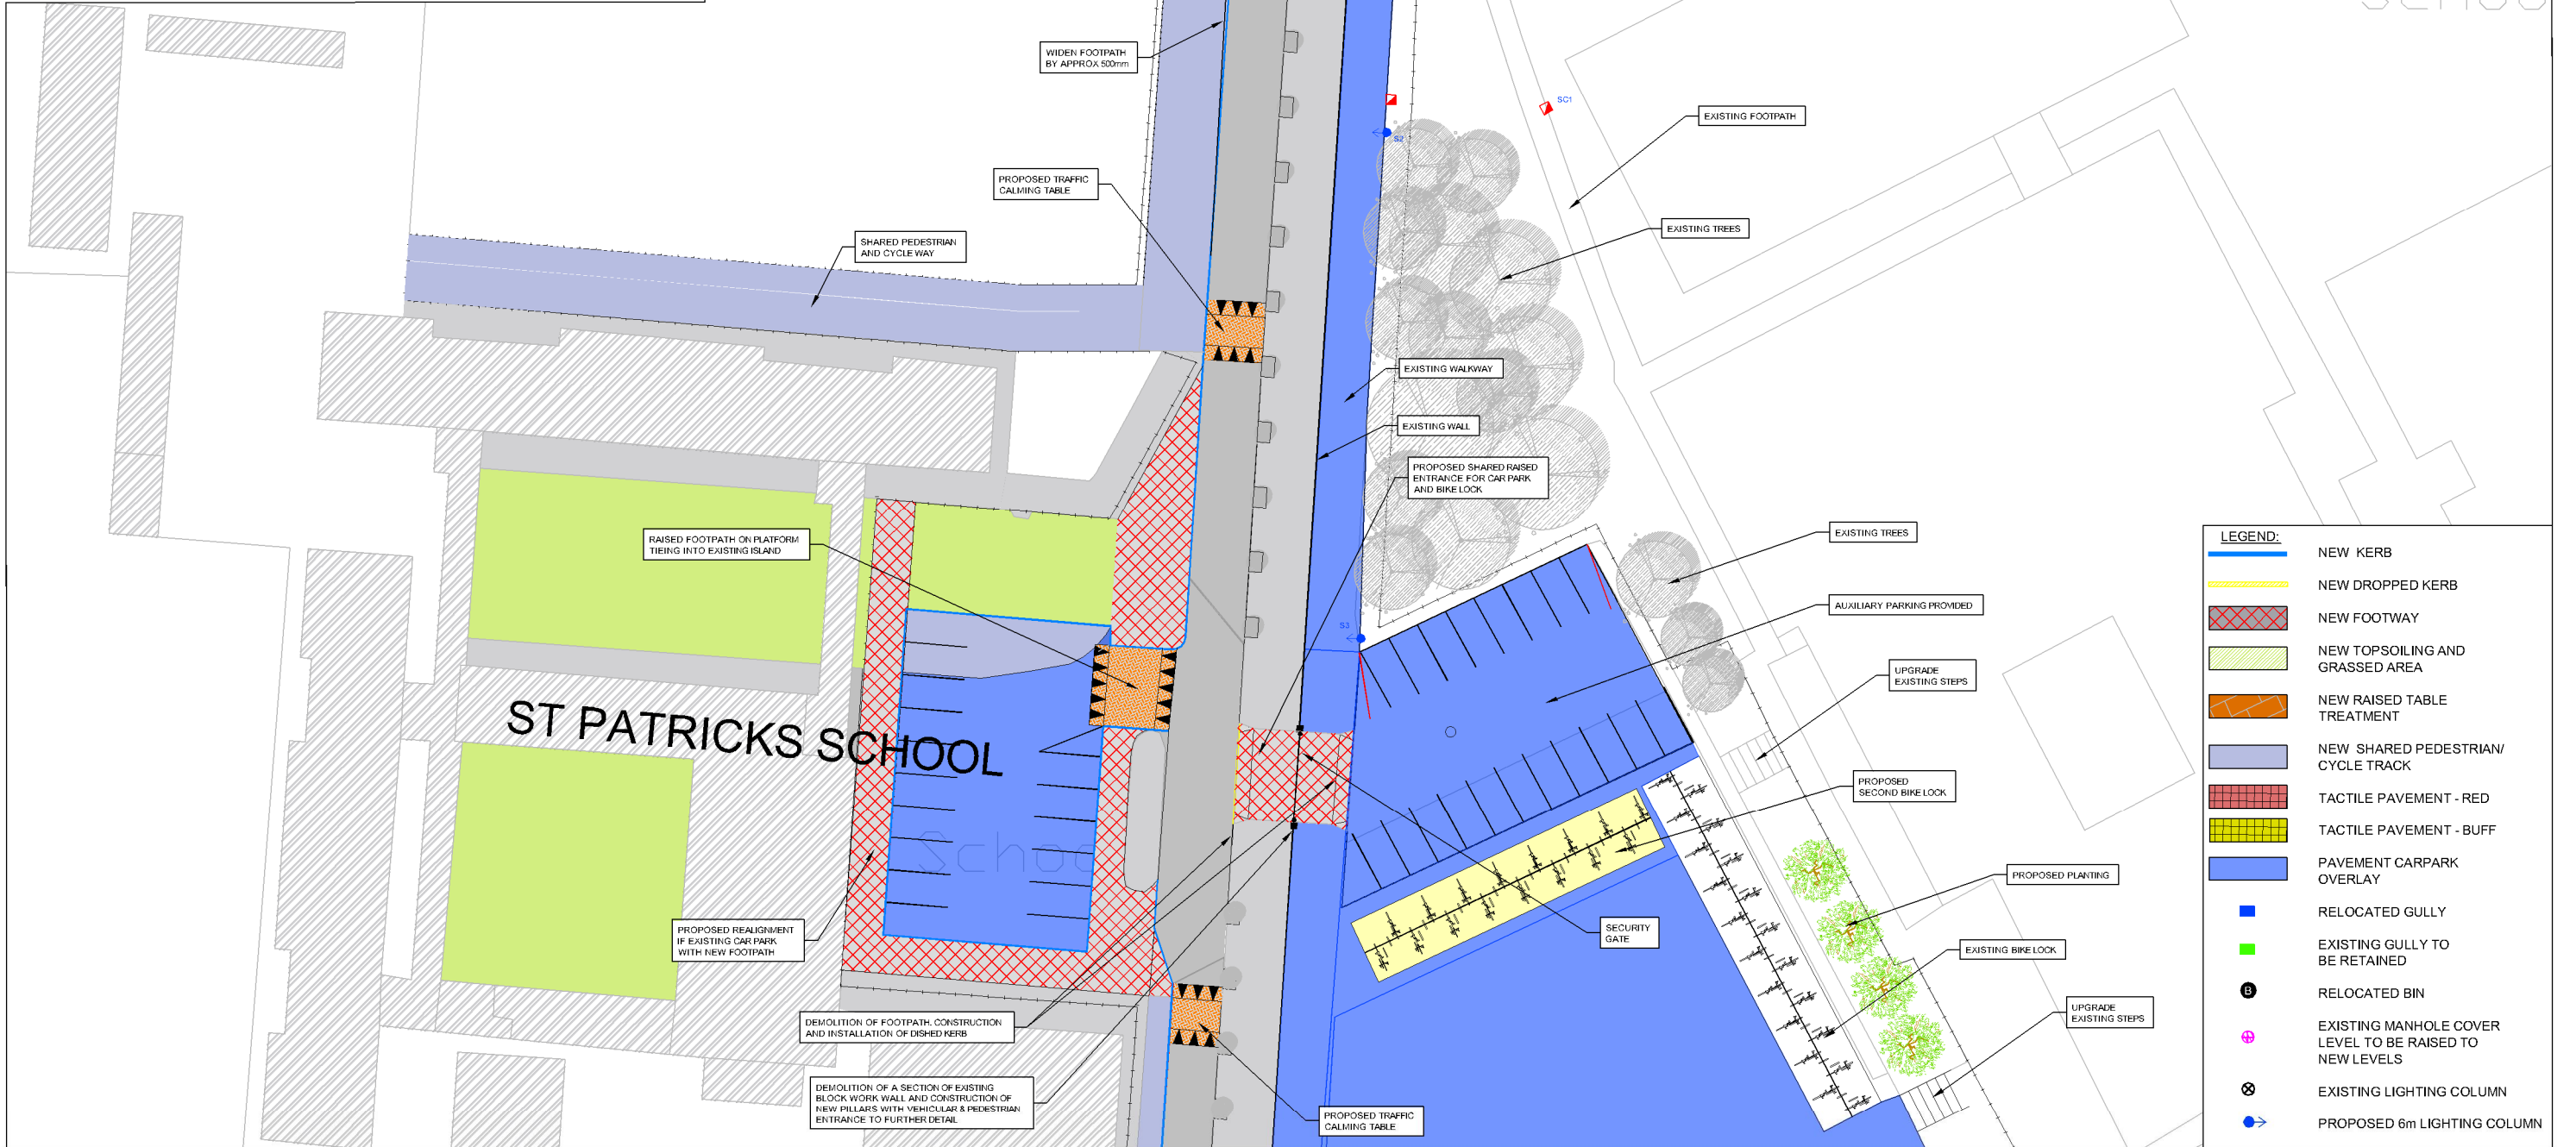 WIDEN FOOTPATH
BY APPROX 500mm
SC1
EXISTING FOOTPATH
S2
PROPOSED TRAFFIC
CALMING TABLE
EXISTING TREES
SHARED PEDESTRIAN
AND CYCLE WAY
EXISTING WALKWAY
EXISTING WALL
PROPOSED SHARED RAISED
ENTRANCE FOR CAR PARK
AND BIKE LOCK
RAISED FOOTPATH ON PLATFORM
TIEING INTO EXISTING ISLAND
EXISTING TREES
AUXILIARY PARKING PROVIDED
S3
UPGRADE
EXISTING STEPS
ST PATRICKS SCHOOL
PROPOSED
SECOND BIKE LOCK
PROPOSED PLANTING
PROPOSED REALIGNMENT
IF EXISTING CAR PARK
WITH NEW FOOTPATH
SECURITY
GATE
EXISTING BIKE LOCK
DEMOLITION OF FOOTPATH. CONSTRUCTION
AND INSTALLATION OF DISHED KERB
UPGRADE
EXISTING STEPS
DEMOLITION OF A SECTION OF EXISTING
BLOCK WORK WALL AND CONSTRUCTION OF
NEW PILLARS WITH VEHICULAR & PEDESTRIAN
ENTRANCE TO FURTHER DETAIL
PROPOSED TRAFFIC
CALMING TABLE
LEGEND:
NEW KERB
NEW DROPPED KERB
NEW FOOTWAY
NEW TOPSOILING AND
GRASSED AREA
NEW RAISED TABLE
TREATMENT
NEW SHARED PEDESTRIAN/
CYCLE TRACK
TACTILE PAVEMENT - RED
TACTILE PAVEMENT - BUFF
PAVEMENT CARPARK
OVERLAY
RELOCATED GULLY
EXISTING GULLY TO
BE RETAINED
B
RELOCATED BIN
EXISTING MANHOLE COVER
LEVEL TO BE RAISED TO
NEW LEVELS
EXISTING LIGHTING COLUMN
PROPOSED 6m LIGHTING COLUMN